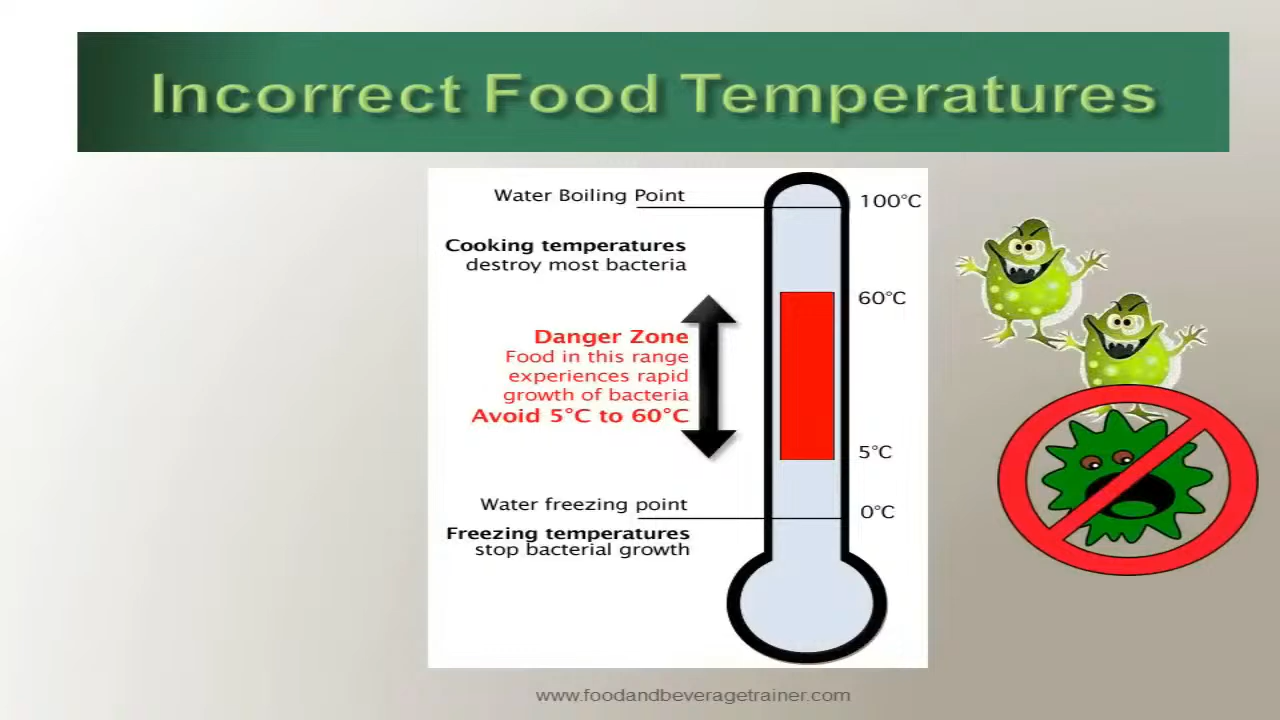 Incorrect Food Temperatures
Water Boiling Point
100°C
Cooking temperatures
destroy most bacteria
60°C
Danger Zone
Food in this range
experiences rapid
growth of bacteria
Avoid 5°C to 60°C
5°C
Water freezing point
0°C
Freezing temperatures
stop bacterial growth
www.foodandbeveragetrainer.com